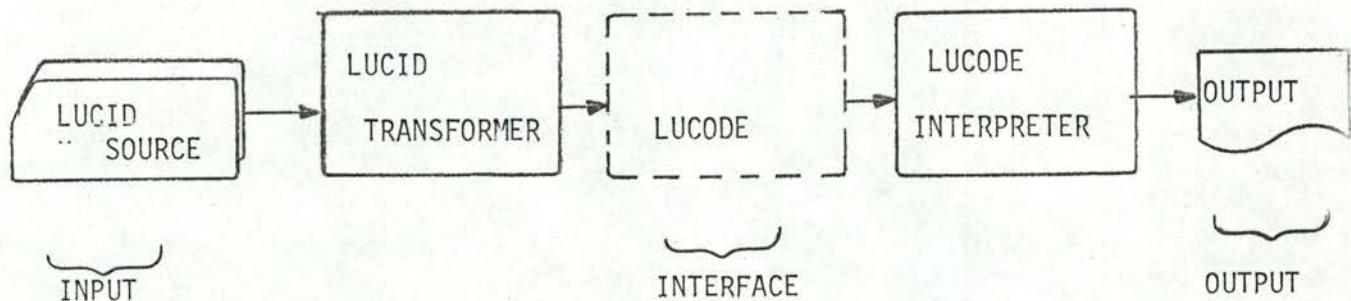 LUCID
SOURCE
LUCID
TRANSFORMER
LUCODE
LUCODE
INTERPRETER
OUTPUT
INPUT
INTERFACE
OUTPUT